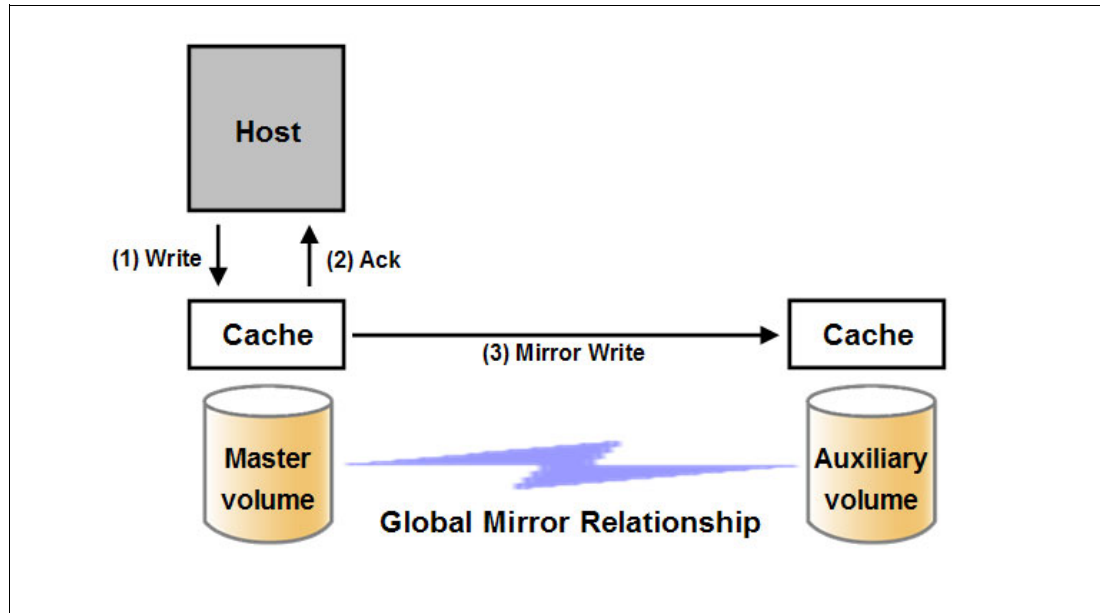 Host
(1) Write
(2) Ack
Cache
(3) Mirror Write
Cache
Master
volume
Global Mirror Relationship
Auxiliary
volume